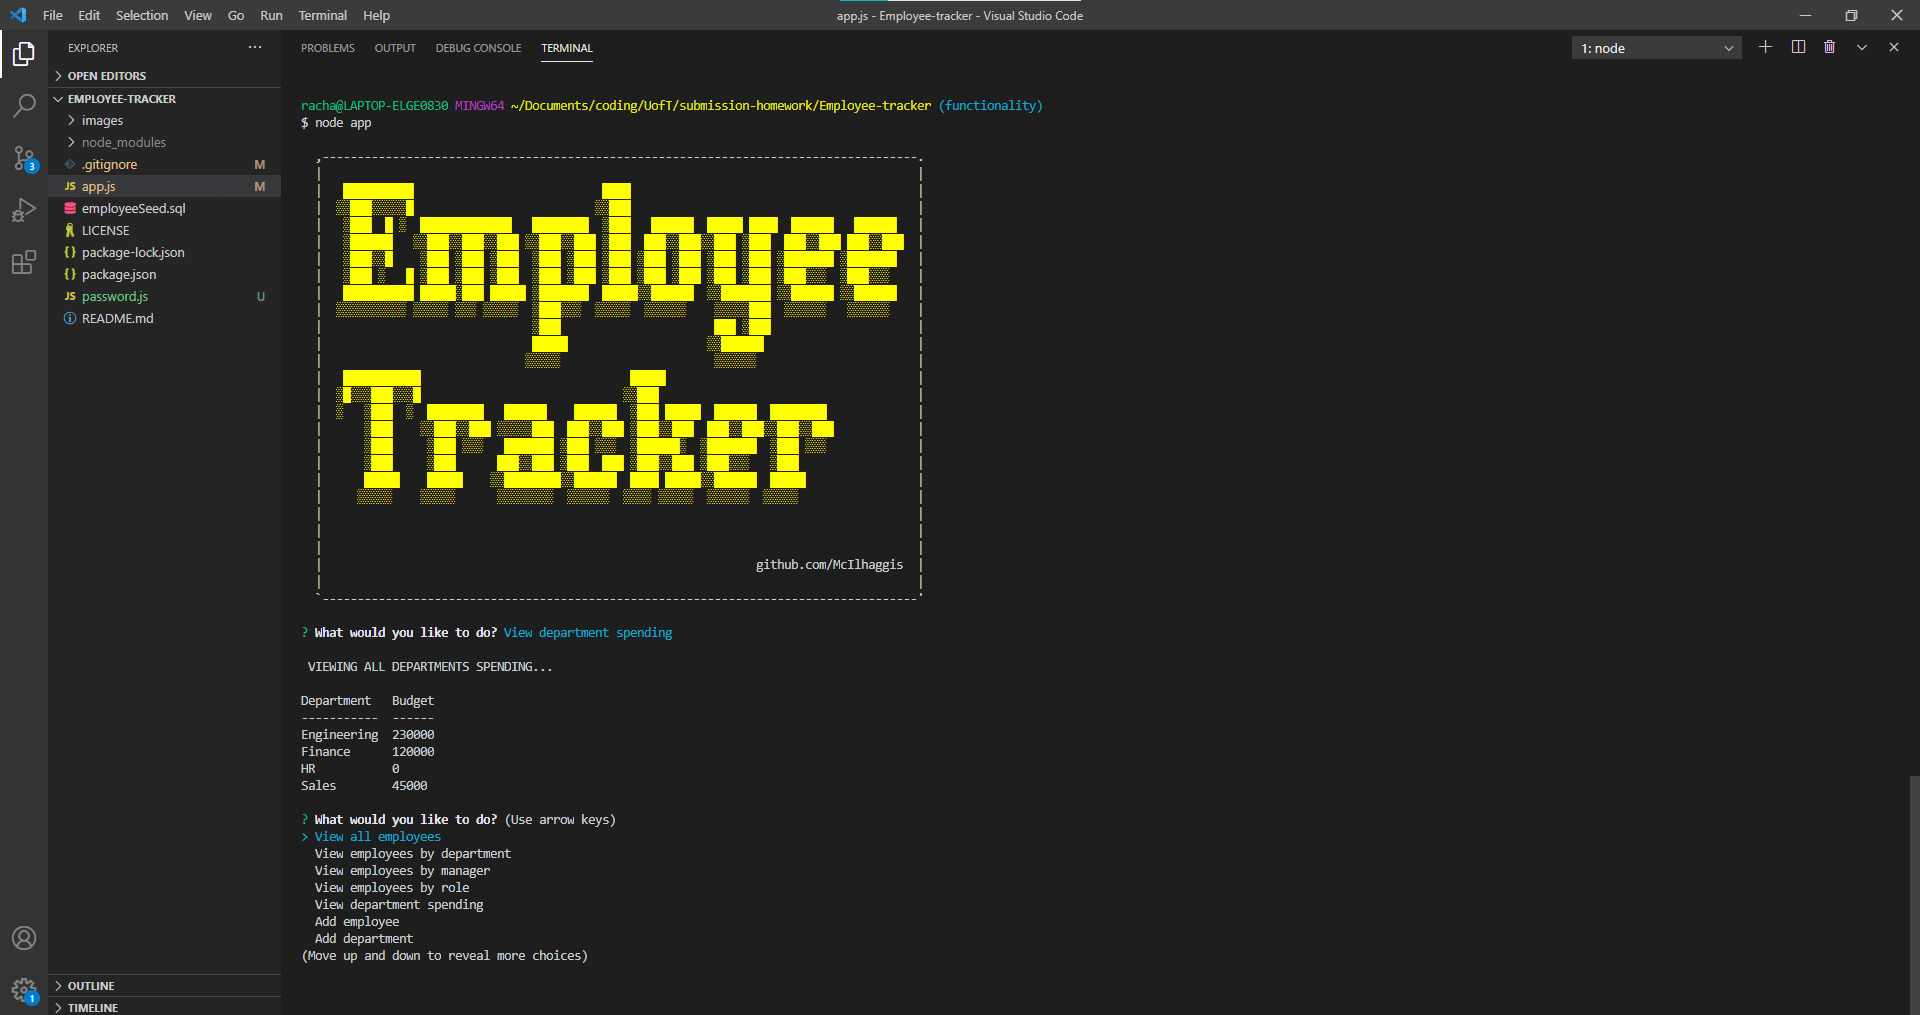 File Edit Selection View Go Run Terminal Help
app.js - Employee-tracker - Visual Studio Code
EXPLORER
OPEN EDITORS
EMPLOYEE-TRACKER
images
node_modules
.gitignore M
JS app.js M
employeeSeed.sql
LICENSE
{} package-lock.json
{} package.json
JS password.js U
README.md
3
1
OUTLINE
TIMELINE
PROBLEMS OUTPUT DEBUG CONSOLE TERMINAL
1: node
racha@LAPTOP-ELGE0830 MINGW64 ~/Documents/coding/UofT/submission-homework/Employee-tracker (functionality)
$ node app
Employee
Tracker
github.com/McIlhaggis
? What would you like to do? View department spending
VIEWING ALL DEPARTMENTS SPENDING...
Department Budget
----------- ------
Engineering 230000
Finance 120000
HR 0
Sales 45000
? What would you like to do? (Use arrow keys)
> View all employees
View employees by department
View employees by manager
View employees by role
View department spending
Add employee
Add department
(Move up and down to reveal more choices)